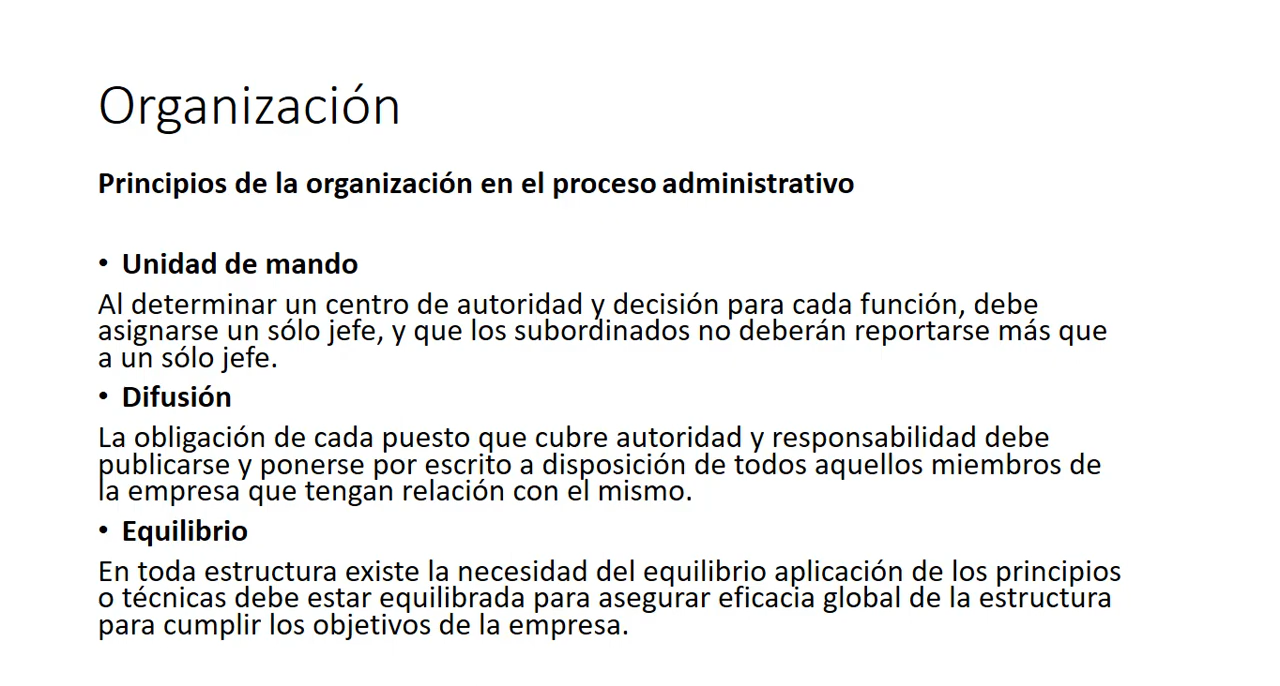 Organización
Principios de la organización en el proceso administrativo
• Unidad de mando
Al determinar un centro de autoridad y decisión para cada función, debe
asignarse un sólo jefe, y que los subordinados no deberán reportarse más que
a un sólo jefe.
• Difusión
La obligación de cada puesto que cubre autoridad y responsabilidad debe
publicarse y ponerse por escrito a disposición de todos aquellos miembros de
la empresa que tengan relación con el mismo.
• Equilibrio
En toda estructura existe la necesidad del equilibrio aplicación de los principios
o técnicas debe estar equilibrada para asegurar eficacia global de la estructura
para cumplir los objetivos de la empresa.